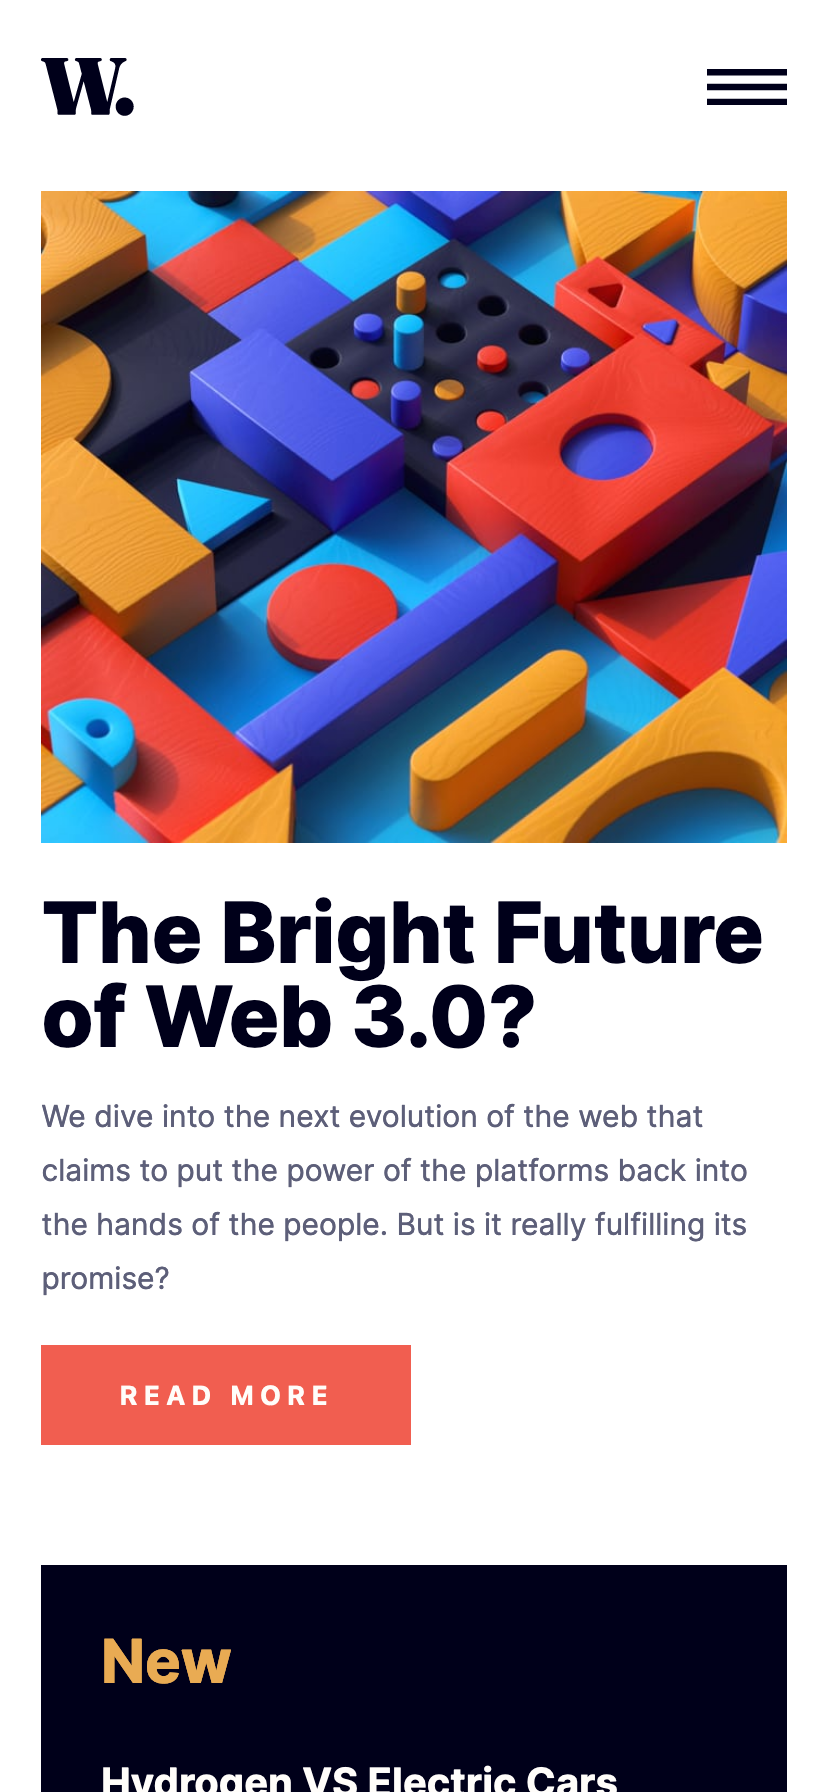 W.
The Bright Future
of Web 3.0?
We dive into the next evolution of the web that
claims to put the power of the platforms back into
the hands of the people. But is it really fulfilling its
promise?
READ MORE
New
Hydrogen VS Electric Cars